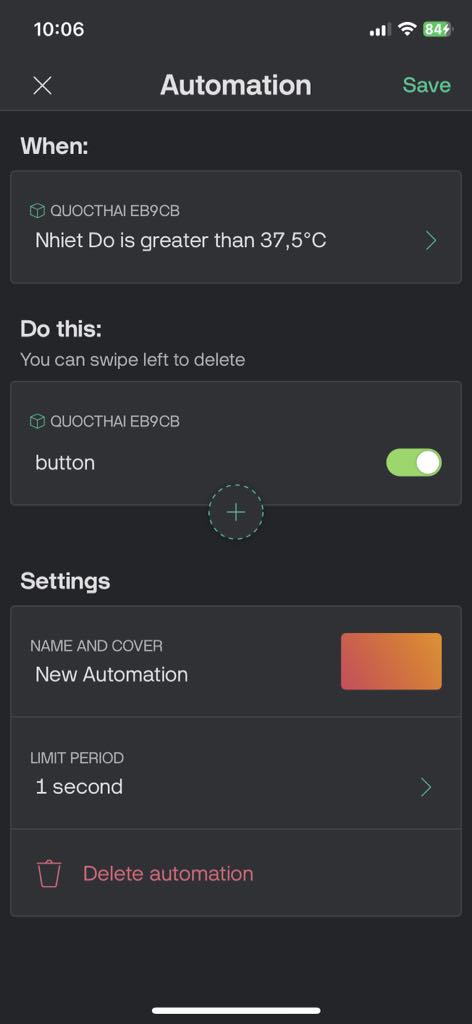 10:06
84
Automation
Save
When:
QUOCTHAI EB9CB
Nhiet Do is greater than 37,5°C
Do this:
You can swipe left to delete
QUOCTHAI EB9CB
button
Settings
NAME AND COVER
New Automation
LIMIT PERIOD
1 second
Delete automation